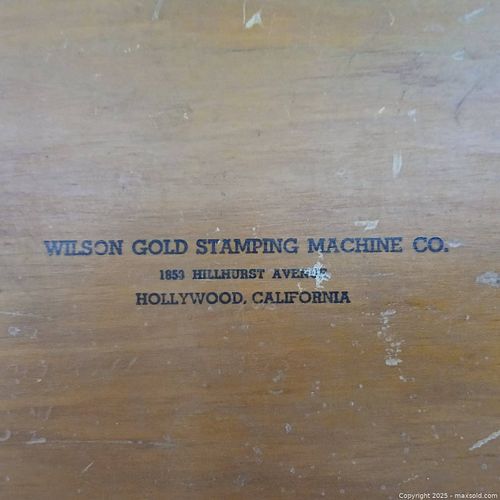 WILSON GOLD STAMPING MACHINE CO.
1853 HILLHURST AVENUE
HOLLYWOOD, CALIFORNIA
Copyright 2025 - maxsold.com